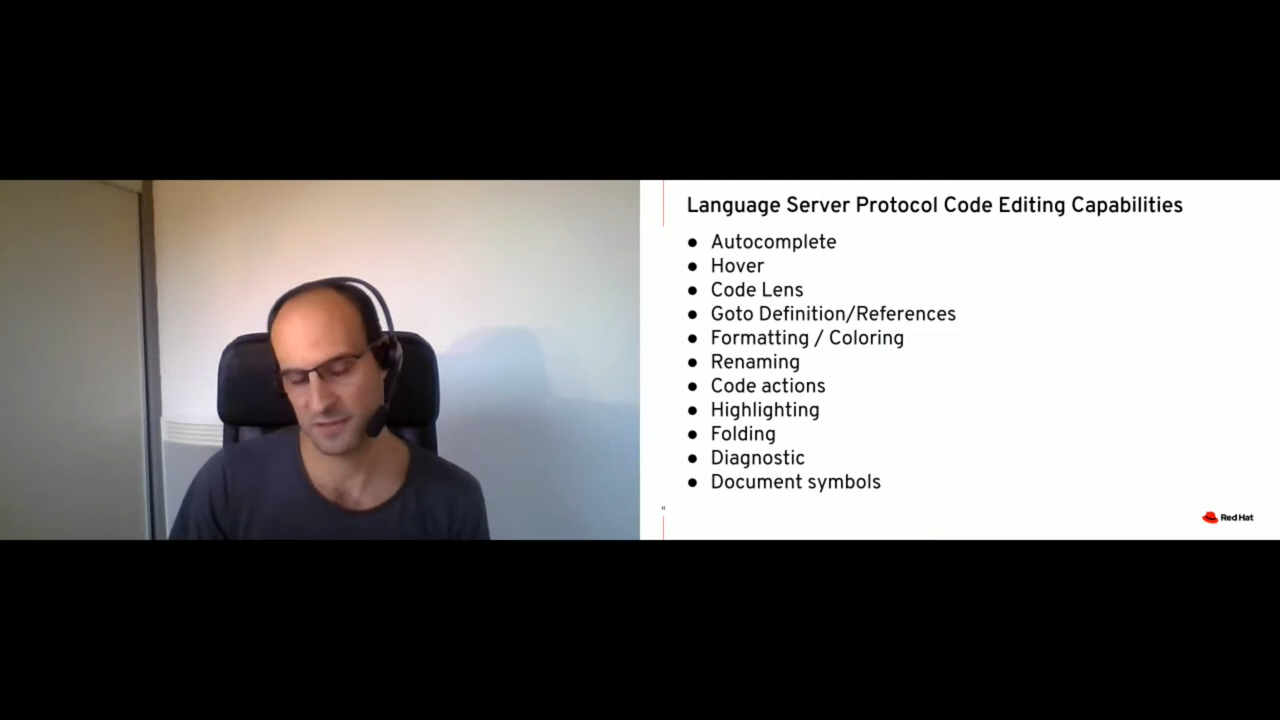 Language Server Protocol Code Editing Capabilities
● Autocomplete
● Hover
● Code Lens
● Goto Definition/References
● Formatting / Coloring
● Renaming
● Code actions
● Highlighting
● Folding
● Diagnostic
● Document symbols
Red Hat